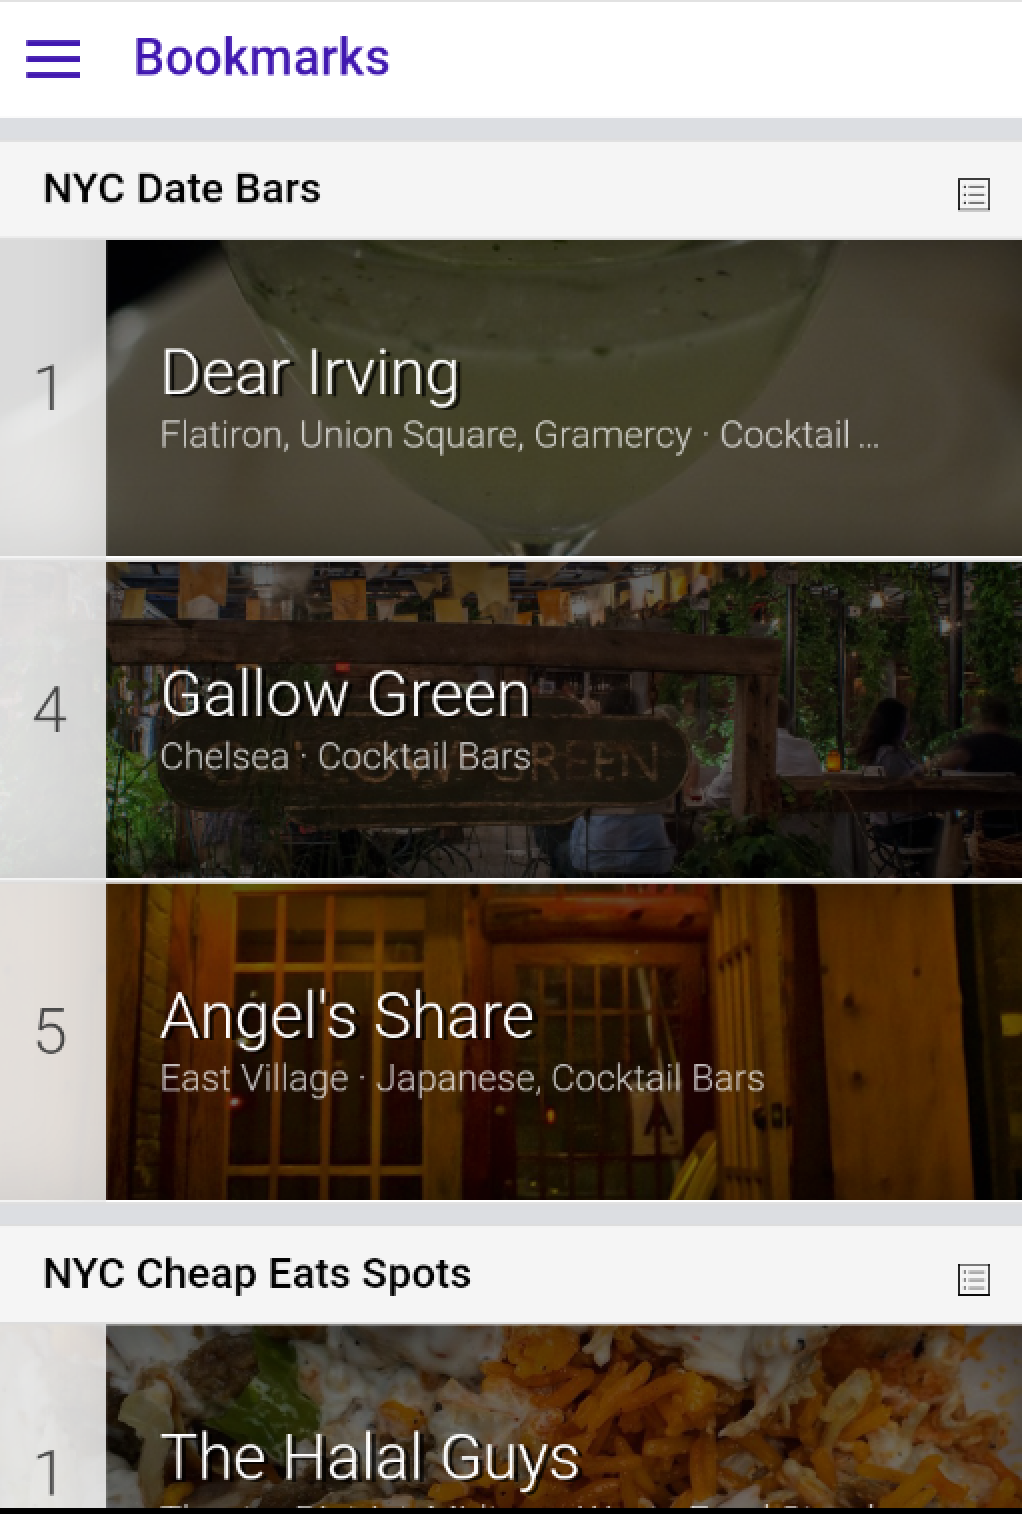 Bookmarks
NYC Date Bars
1
Dear Irving
Flatiron, Union Square, Gramercy · Cocktail ...
4
Gallow Green
GREEN
Chelsea · Cocktail Bars
5
Angel's Share
East Village · Japanese, Cocktail Bars
NYC Cheap Eats Spots
1
The Halal Guys